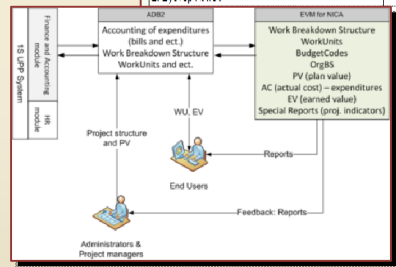 1S UPP System
Finance and Accounting
module
HR
module
ADB2
Accounting of expenditures
(bills and ect.)
Work Breakdown Structure
WorkUnits and ect.
EVM for NICA
Work Breakdown Structure
WorkUnits
BudgetCodes
OrgBS
PV (plan value)
AC (actual cost) – expenditures
EV (earned value)
Special Reports (proj. indicators)
Project structure
and PV
WU, EV
Reports
End Users
Feedback: Reports
Administrators &
Project managers